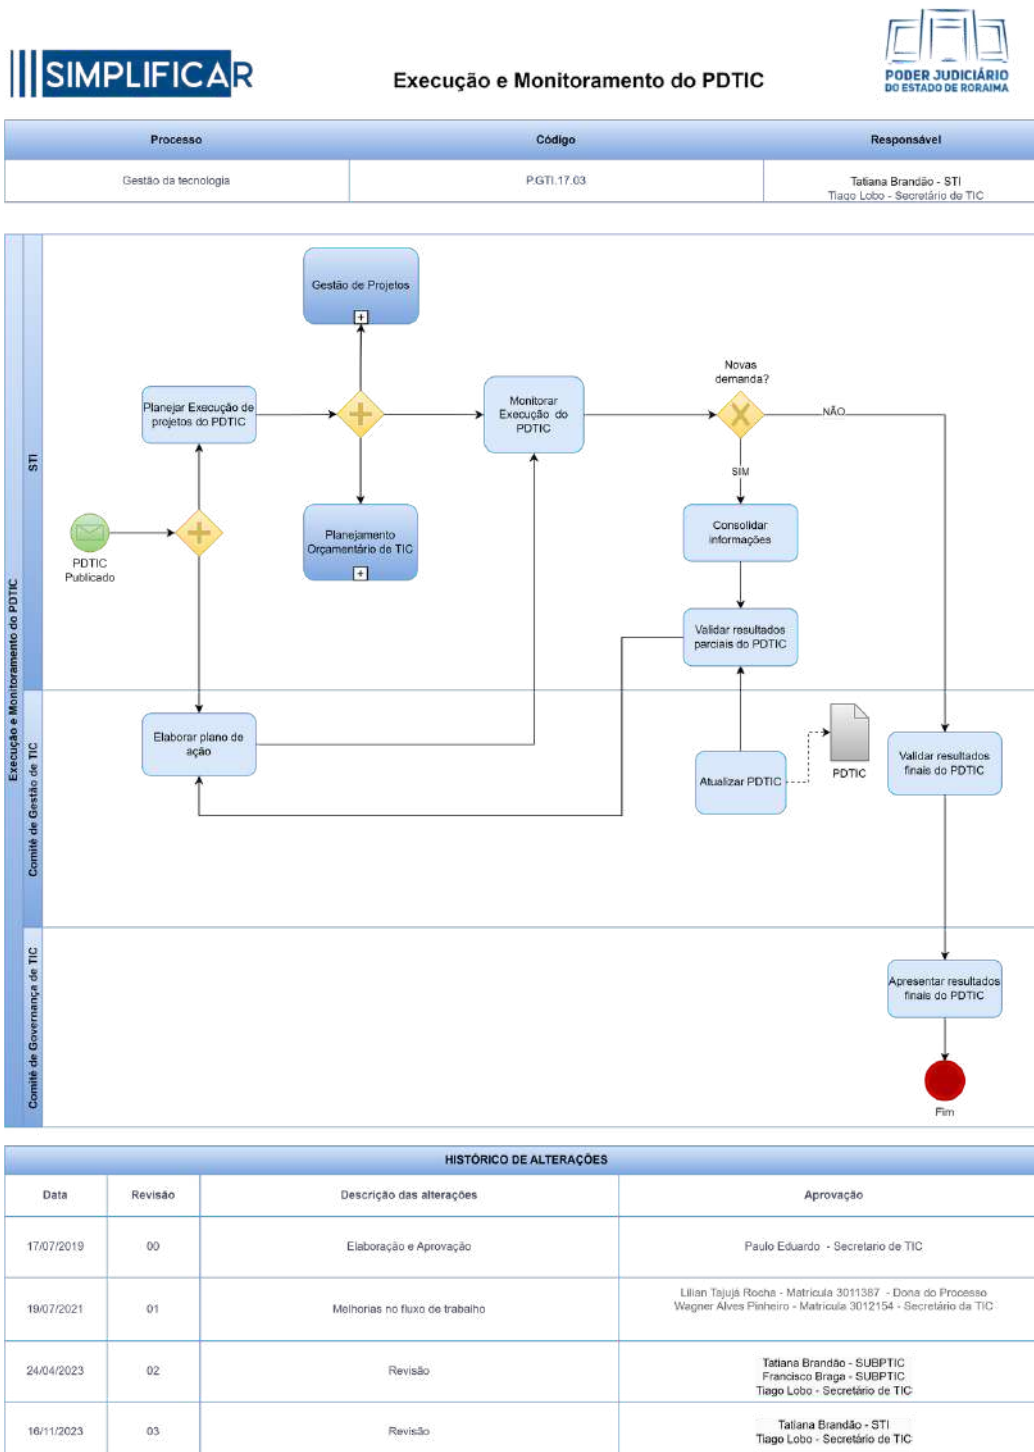 SIMPLIFICAR
Execução e Monitoramento do PDTIC
PODER JUDICIÁRIO
DO ESTADO DE RORAIMA
Processo
Código
Responsável
Gestão da tecnologia
P.GTI.17.03
Tatiana Brandão - STI
Tiago Lobo - Secretário de TIC
Execução e Monitoramento do PDTIC
STI
Gestão de Projetos
Planejar Execução de
projetos do PDTIC
Monitorar
Execução do
PDTIC
Novas
demanda?
NÃO
SIM
PDTIC
Publicado
Planejamento
Orçamentário de TIC
Consolidar
informações
Validar resultados
parciais do PDTIC
Comitê de Gestão de TIC
Elaborar plano de
ação
Atualizar PDTIC
PDTIC
Validar resultados
finais do PDTIC
Comitê de Governança de TIC
Apresentar resultados
finais do PDTIC
Fim
HISTÓRICO DE ALTERAÇÕES
Data
Revisão
Descrição das alterações
Aprovação
17/07/2019
00
Elaboração e Aprovação
Paulo Eduardo - Secretario de TIC
19/07/2021
01
Melhorias no fluxo de trabalho
Lilian Tajujá Rocha - Matrícula 3011387 - Dona do Processo
Wagner Alves Pinheiro - Matrícula 3012154 - Secretário da TIC
24/04/2023
02
Revisão
Tatiana Brandão - SUBPTIC
Francisco Braga - SUBPTIC
Tiago Lobo - Secretário de TIC
16/11/2023
03
Revisão
Tatiana Brandão - STI
Tiago Lobo - Secretário de TIC